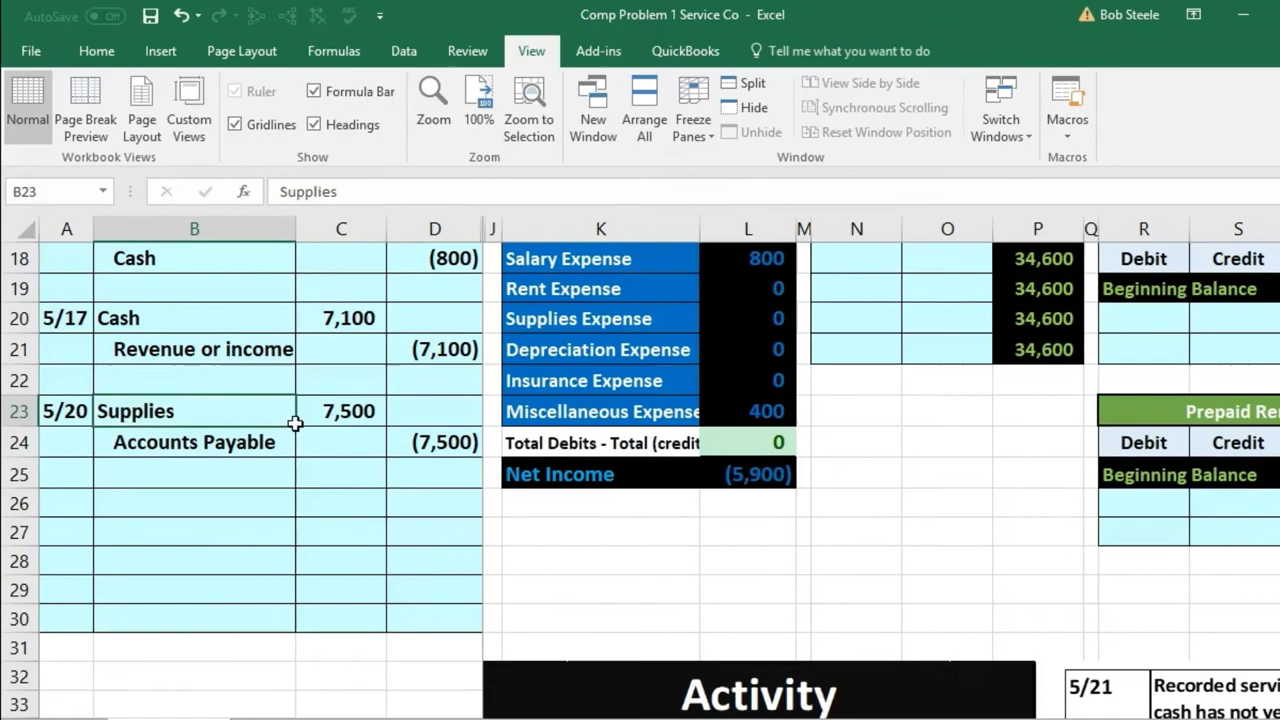 AutoSave Off Comp Problem 1 Service Co - Excel Bob Steele
File Home Insert Page Layout Formulas Data Review View Add-ins QuickBooks Tell me what you want to do
Normal Page Break Preview Page Layout Custom Views
Ruler Formula Bar
Gridlines Headings
Zoom 100% Zoom to Selection
New Window Arrange All Freeze Panes
Split
Hide
Unhide
View Side by Side
Synchronous Scrolling
Reset Window Position
Switch Windows
Macros
Workbook Views Show Zoom Window Macros
B23 fx Supplies
A B C D J K L M N O P Q R S
18 Cash (800) Salary Expense 800 34,600 Debit Credit
19 Rent Expense 0 34,600 Beginning Balance
20 5/17 Cash 7,100 Supplies Expense 0 34,600
21 Revenue or income (7,100) Depreciation Expense 0 34,600
22 Insurance Expense 0
23 5/20 Supplies 7,500 Miscellaneous Expense 400 Prepaid Re
24 Accounts Payable (7,500) Total Debits - Total (credit 0 Debit Credit
25 Net Income (5,900) Beginning Balance
26
27
28
29
30
31
32 Activity 5/21 Recorded servi
33 cash has not ye